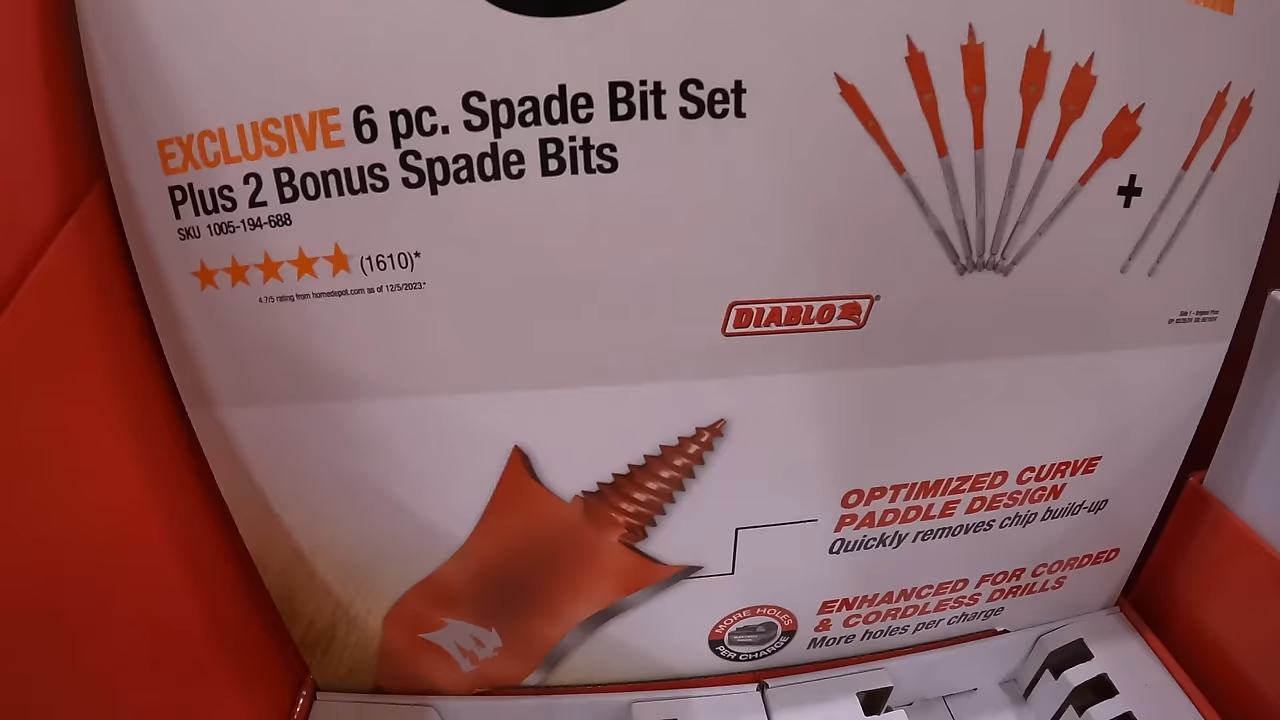 EXCLUSIVE 6 pc. Spade Bit Set
Plus 2 Bonus Spade Bits
SKU 1005-194-688
(1610)*
4.7/5 rating from homedepot.com as of 12/5/2023.*
DIABLO
OPTIMIZED CURVE
PADDLE DESIGN
Quickly removes chip build-up
ENHANCED FOR CORDED
& CORDLESS DRILLS
More holes per charge
MORE HOLES
PER CHARGE